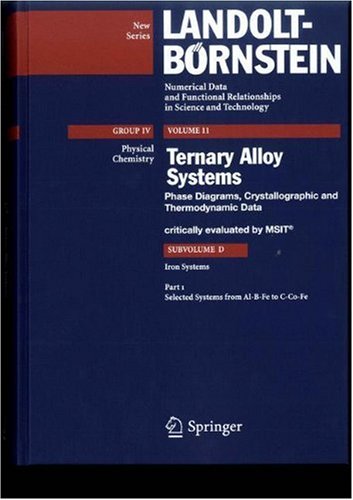 New
Series
LANDOLT-
BÖRNSTEIN
Numerical Data
and Functional Relationships
in Science and Technology
GROUP IV
VOLUME 11
Physical
Chemistry
Ternary Alloy
Systems
Phase Diagrams, Crystallographic and
Thermodynamic Data
critically evaluated by MSIT®
SUBVOLUME D
Iron Systems
Part 1
Selected Systems from Al-B-Fe to C-Co-Fe
Springer